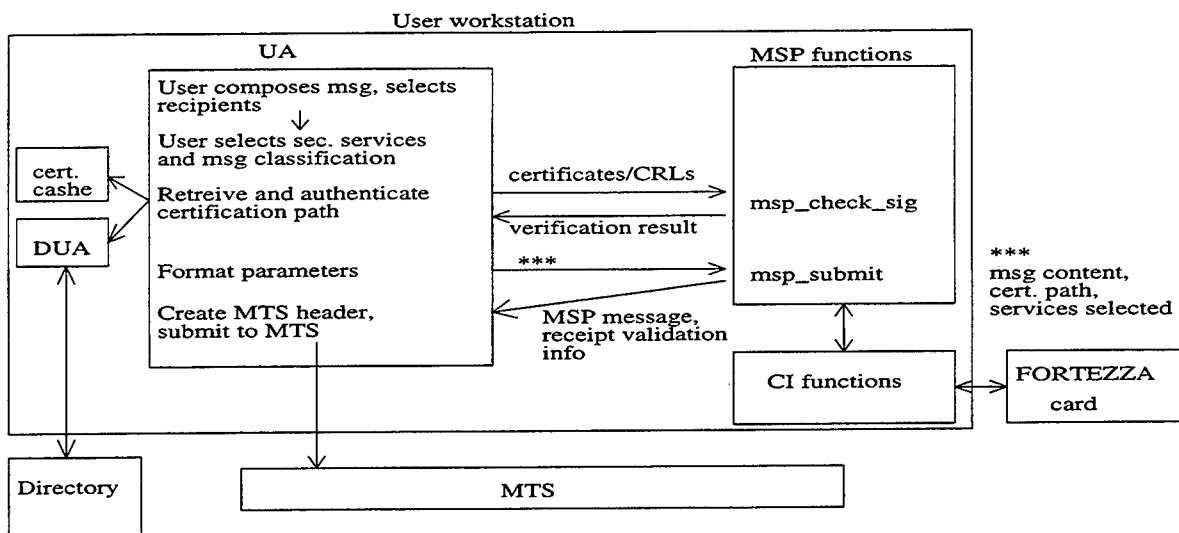 User workstation
UA
MSP functions
User composes msg, selects
recipients
User selects sec. services
and msg classification
cert.
cashe
Retreive and authenticate
certification path
certificates/CRLs
msp_check_sig
verification result
DUA
Format parameters
***
msp_submit
***
msg content,
cert. path,
services selected
Create MTS header,
submit to MTS
MSP message,
receipt validation
info
CI functions
FORTEZZA
card
Directory
MTS